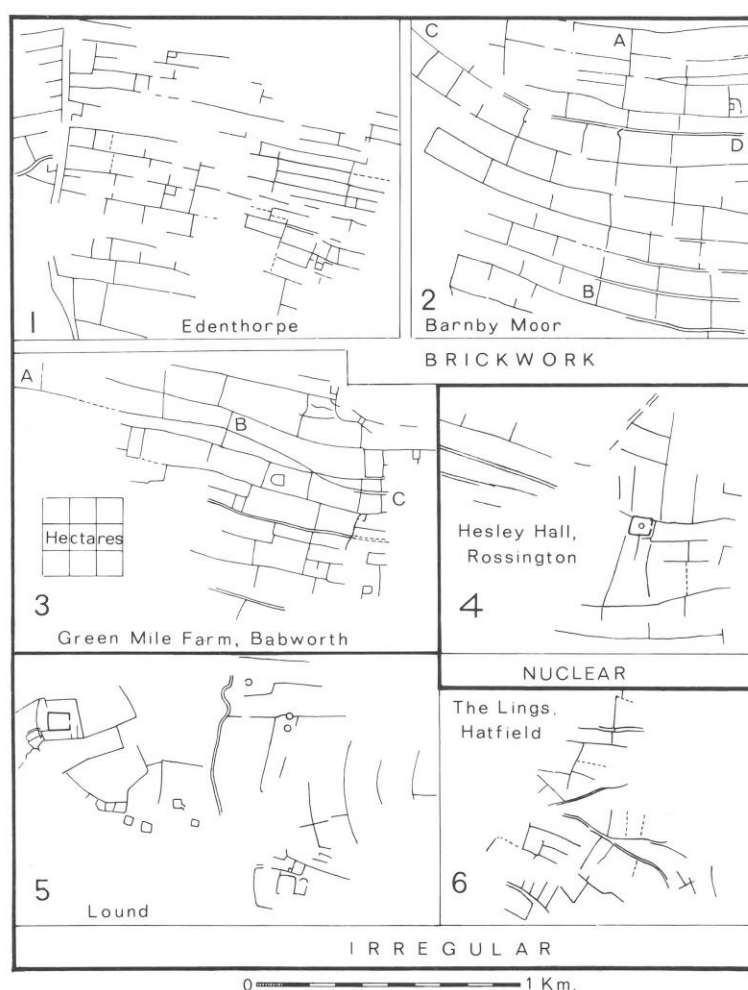 1
Edenthorpe
C
A
D
B
2
Barnby Moor
BRICKWORK
A
B
C
Hectares
3
Green Mile Farm, Babworth
Hesley Hall,
Rossington
4
NUCLEAR
5
Lound
The Lings,
Hatfield
6
IRREGULAR
0 1 Km.